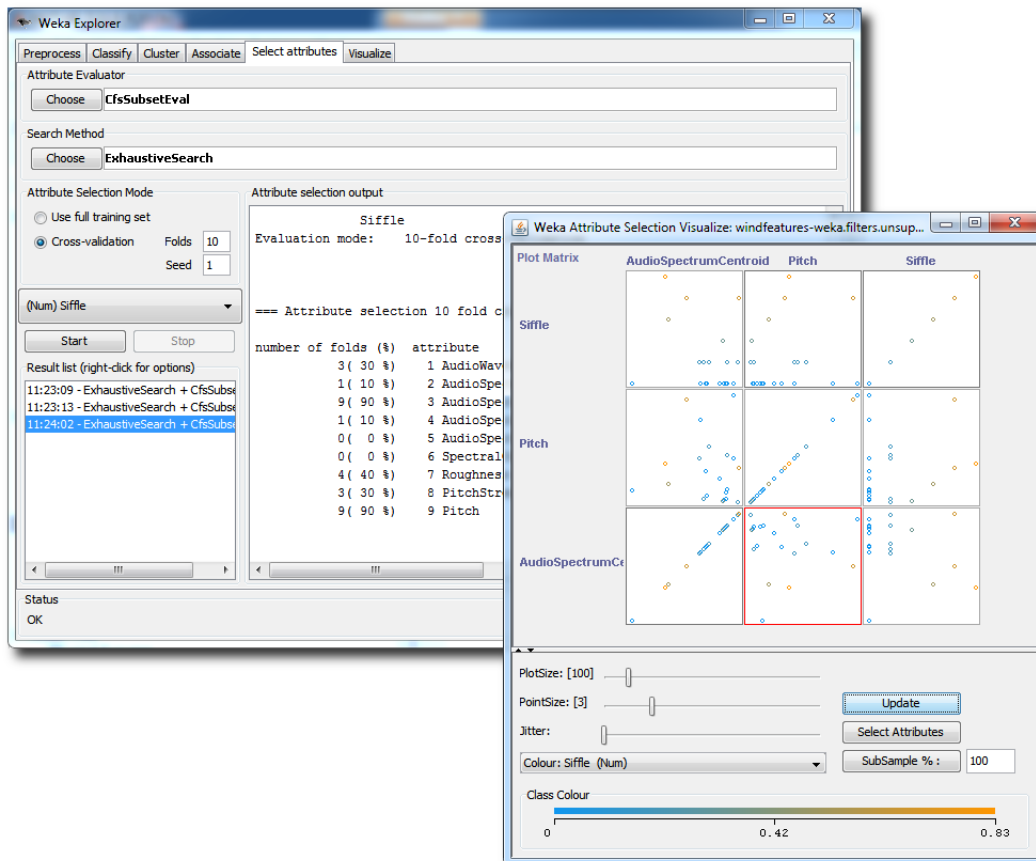 Weka Explorer
Preprocess Classify Cluster Associate Select attributes Visualize
Attribute Evaluator
Choose CfsSubsetEval
Search Method
Choose ExhaustiveSearch
Attribute Selection Mode
Use full training set
Cross-validation Folds 10
Seed 1
(Num) Siffle
Start Stop
Result list (right-click for options)
11:23:09 - ExhaustiveSearch + CfsSubse
11:23:13 - ExhaustiveSearch + CfsSubse
11:24:02 - ExhaustiveSearch + CfsSubse
Attribute selection output
Siffle
Evaluation mode: 10-fold cross
=== Attribute selection 10 fold c
number of folds (%) attribute
3( 30 %) 1 AudioWav
1( 10 %) 2 AudioSpe
9( 90 %) 3 AudioSpe
1( 10 %) 4 AudioSpe
0( 0 %) 5 AudioSpe
0( 0 %) 6 Spectral
4( 40 %) 7 Roughnes
3( 30 %) 8 PitchStr
9( 90 %) 9 Pitch
Status
OK
Weka Attribute Selection Visualize: windfeatures-weka.filters.unsup...
Plot Matrix AudioSpectrumCentroid Pitch Siffle
Siffle
Pitch
AudioSpectrumCe
PlotSize: [100]
PointSize: [3]
Update
Jitter:
Select Attributes
Colour: Siffle (Num)
SubSample % : 100
Class Colour
0 0.42 0.83